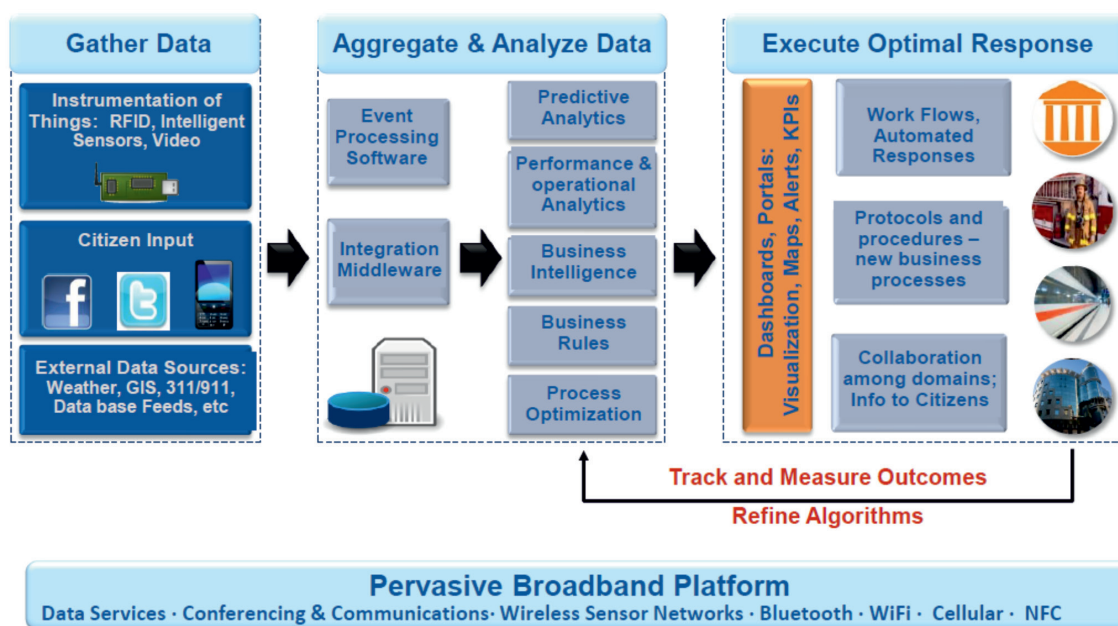 Gather Data
Instrumentation of
Things: RFID, Intelligent
Sensors, Video
Citizen Input
External Data Sources:
Weather, GIS, 311/911,
Data base Feeds, etc
Aggregate & Analyze Data
Event
Processing
Software
Integration
Middleware
Predictive
Analytics
Performance &
operational
Analytics
Business
Intelligence
Business
Rules
Process
Optimization
Execute Optimal Response
Dashboards, Portals:
Visualization, Maps, Alerts, KPIs
Work Flows,
Automated
Responses
Protocols and
procedures –
new business
processes
Collaboration
among domains;
Info to Citizens
Track and Measure Outcomes
Refine Algorithms
Pervasive Broadband Platform
Data Services · Conferencing & Communications· Wireless Sensor Networks · Bluetooth · WiFi · Cellular · NFC